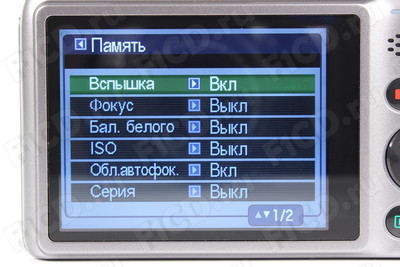 Память
Вспышка Вкл
Фокус Выкл
Бал. белого Выкл
ISO Выкл
Обл.автофок. Вкл
Серия Выкл
1/2